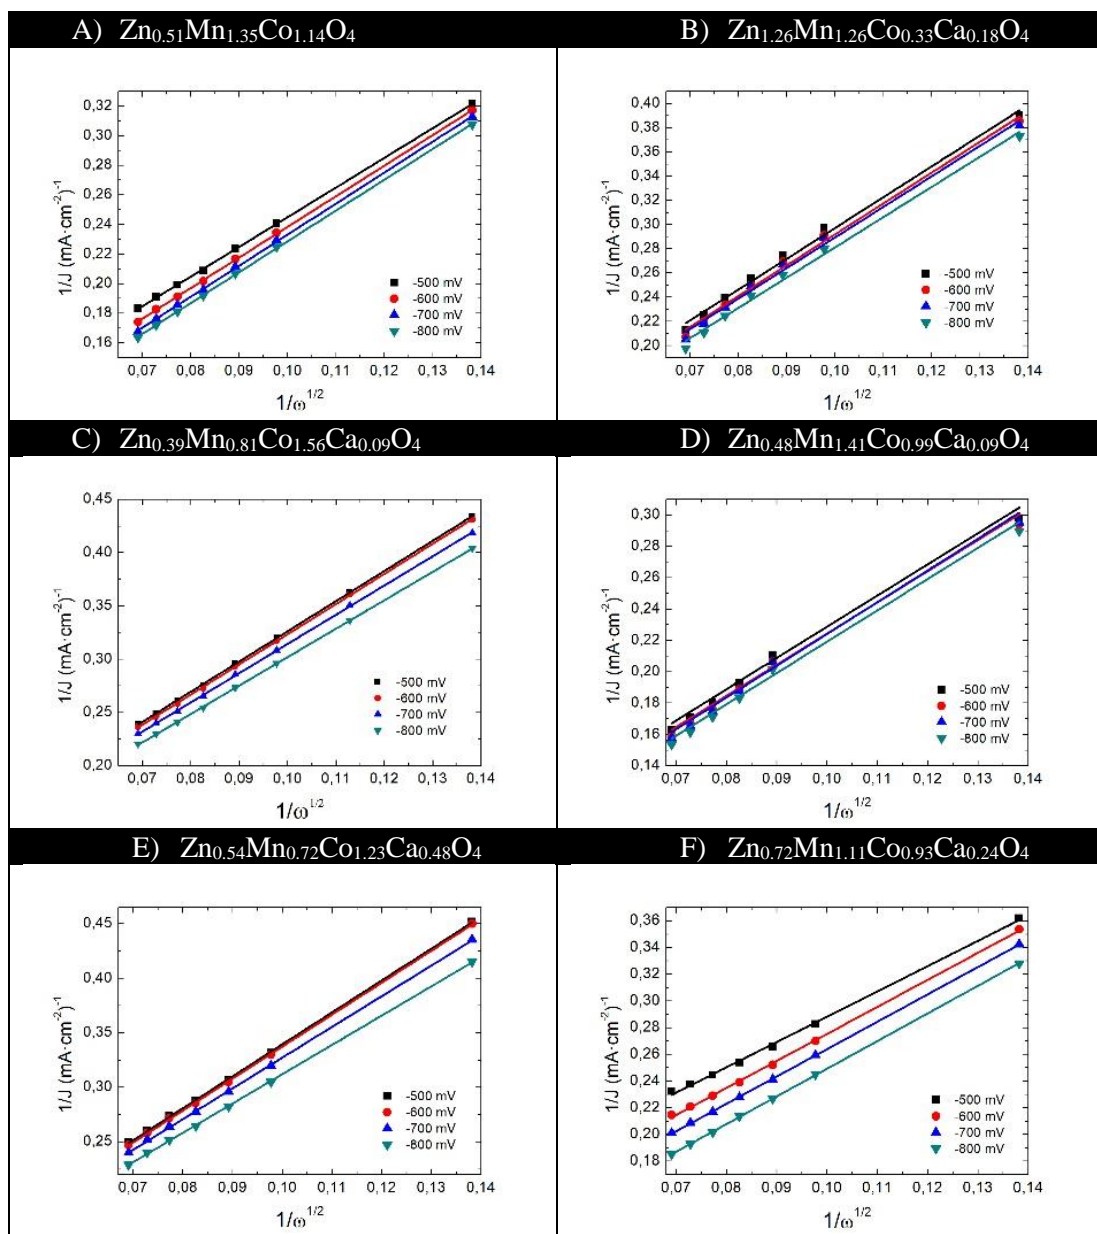 A) Zn0.51Mn1.35Co1.14O4
B) Zn1.26Mn1.26Co0.33Ca0.18O4
1/J (mA·cm-2)-1
0,32
0,30
0,28
0,26
0,24
0,22
0,20
0,18
0,16
-500 mV
-600 mV
-700 mV
-800 mV
0,07 0,08 0,09 0,10 0,11 0,12 0,13 0,14
1/ω1/2
1/J (mA·cm-2)-1
0,40
0,38
0,36
0,34
0,32
0,30
0,28
0,26
0,24
0,22
0,20
-500 mV
-600 mV
-700 mV
-800 mV
0,07 0,08 0,09 0,10 0,11 0,12 0,13 0,14
1/ω1/2
C) Zn0.39Mn0.81Co1.56Ca0.09O4
D) Zn0.48Mn1.41Co0.99Ca0.09O4
1/J (mA·cm-2)-1
0,45
0,40
0,35
0,30
0,25
0,20
-500 mV
-600 mV
-700 mV
-800 mV
0,07 0,08 0,09 0,10 0,11 0,12 0,13 0,14
1/ω1/2
1/J (mA·cm-2)-1
0,30
0,28
0,26
0,24
0,22
0,20
0,18
0,16
0,14
-500 mV
-600 mV
-700 mV
-800 mV
0,07 0,08 0,09 0,10 0,11 0,12 0,13 0,14
1/ω1/2
E) Zn0.54Mn0.72Co1.23Ca0.48O4
F) Zn0.72Mn1.11Co0.93Ca0.24O4
1/J (mA·cm-2)-1
0,45
0,40
0,35
0,30
0,25
-500 mV
-600 mV
-700 mV
-800 mV
0,07 0,08 0,09 0,10 0,11 0,12 0,13 0,14
1/ω1/2
1/J (mA·cm-2)-1
0,36
0,34
0,32
0,30
0,28
0,26
0,24
0,22
0,20
0,18
-500 mV
-600 mV
-700 mV
-800 mV
0,07 0,08 0,09 0,10 0,11 0,12 0,13 0,14
1/ω1/2